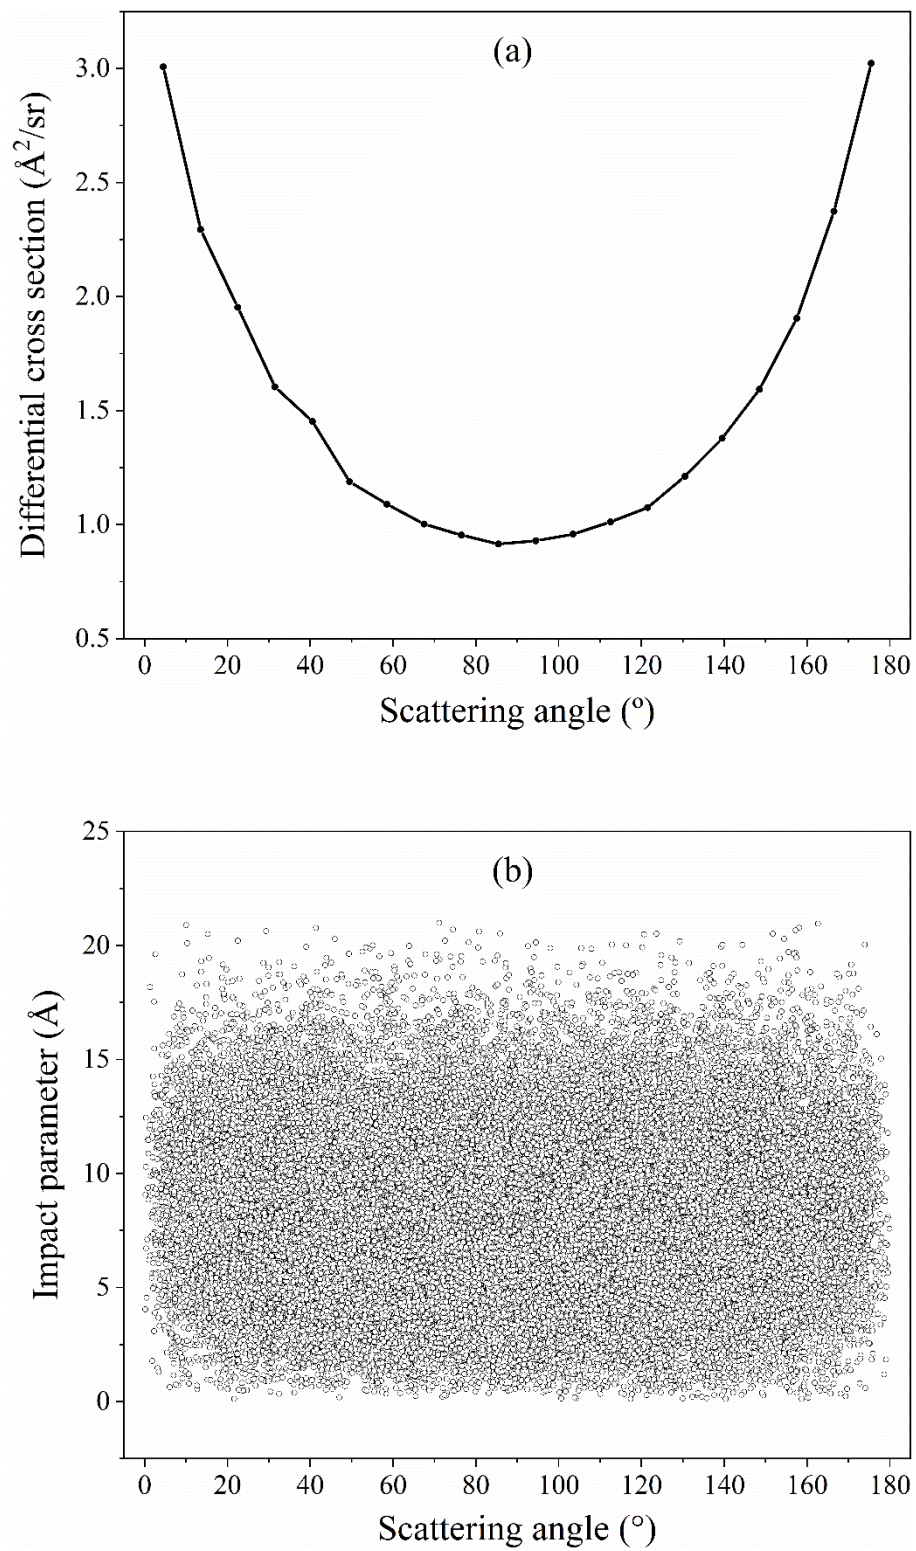 (a)
Differential cross section (Å²/sr)
3.0
2.5
2.0
1.5
1.0
0.5
0 20 40 60 80 100 120 140 160 180
Scattering angle (º)
(b)
Impact parameter (Å)
25
20
15
10
5
0
0 20 40 60 80 100 120 140 160 180
Scattering angle (°)